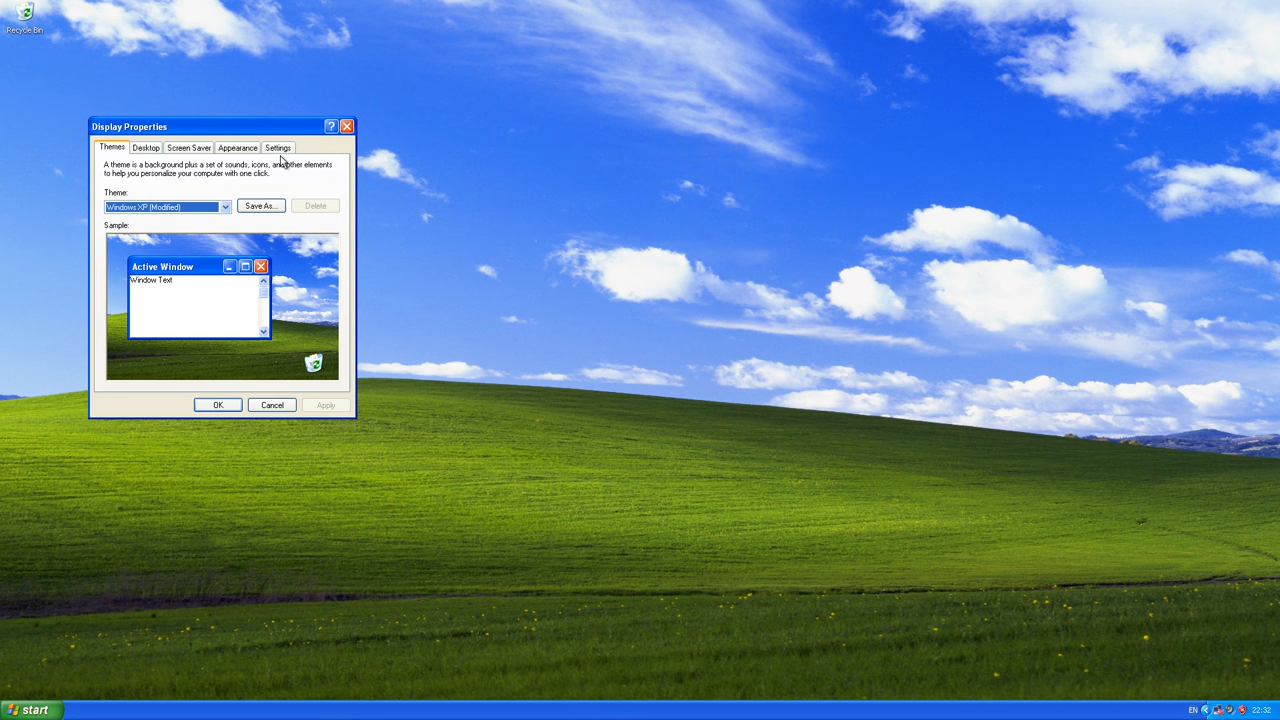 Recycle Bin
Display Properties
Themes Desktop Screen Saver Appearance Settings
A theme is a background plus a set of sounds, icons, and other elements
to help you personalize your computer with one click.
Theme:
Windows XP (Modified) Save As... Delete
Sample:
Active Window
Window Text
OK Cancel Apply
start EN 22:32